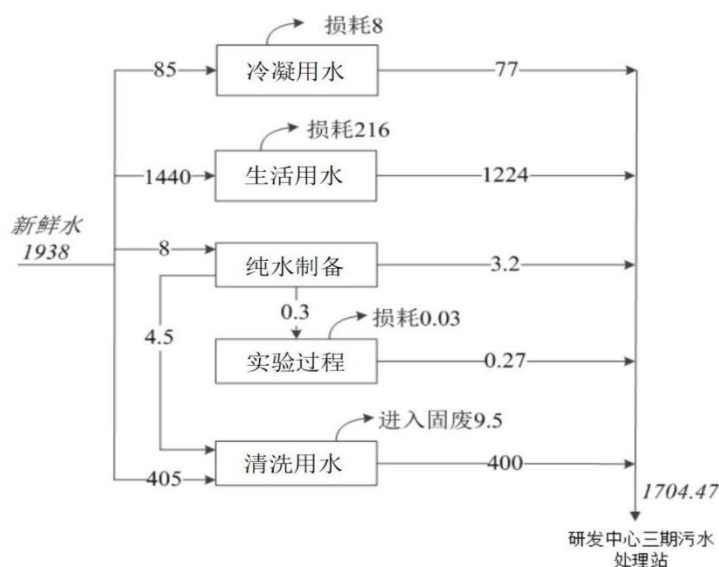 损耗8
85
冷凝用水
77
损耗216
1440
生活用水
1224
新鲜水
1938
8
纯水制备
3.2
4.5
0.3
损耗0.03
实验过程
0.27
进入固废9.5
405
清洗用水
400
1704.47
研发中心三期污水
处理站